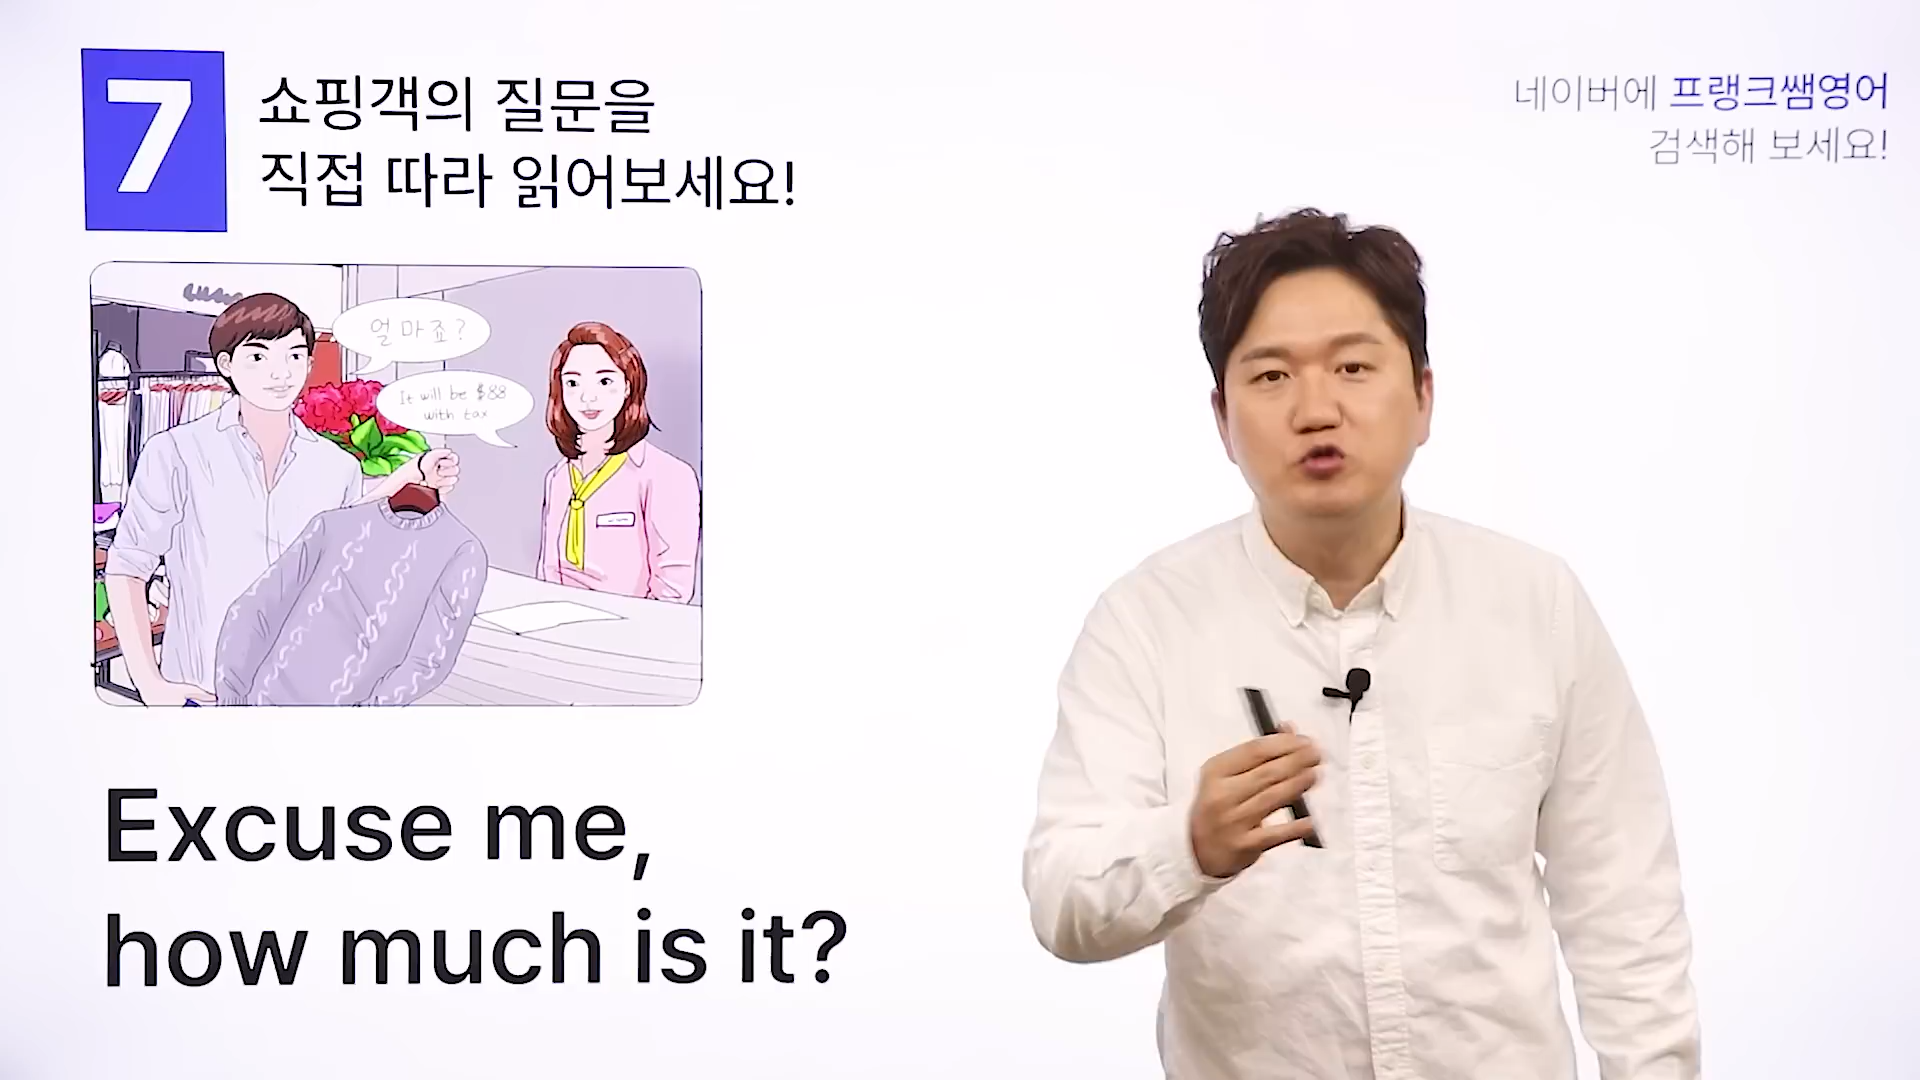 7
쇼핑객의 질문을
직접 따라 읽어보세요!
네이버에 프랭크쌤영어
검색해 보세요!
얼마죠?
It will be $88
with tax
Excuse me,
how much is it?